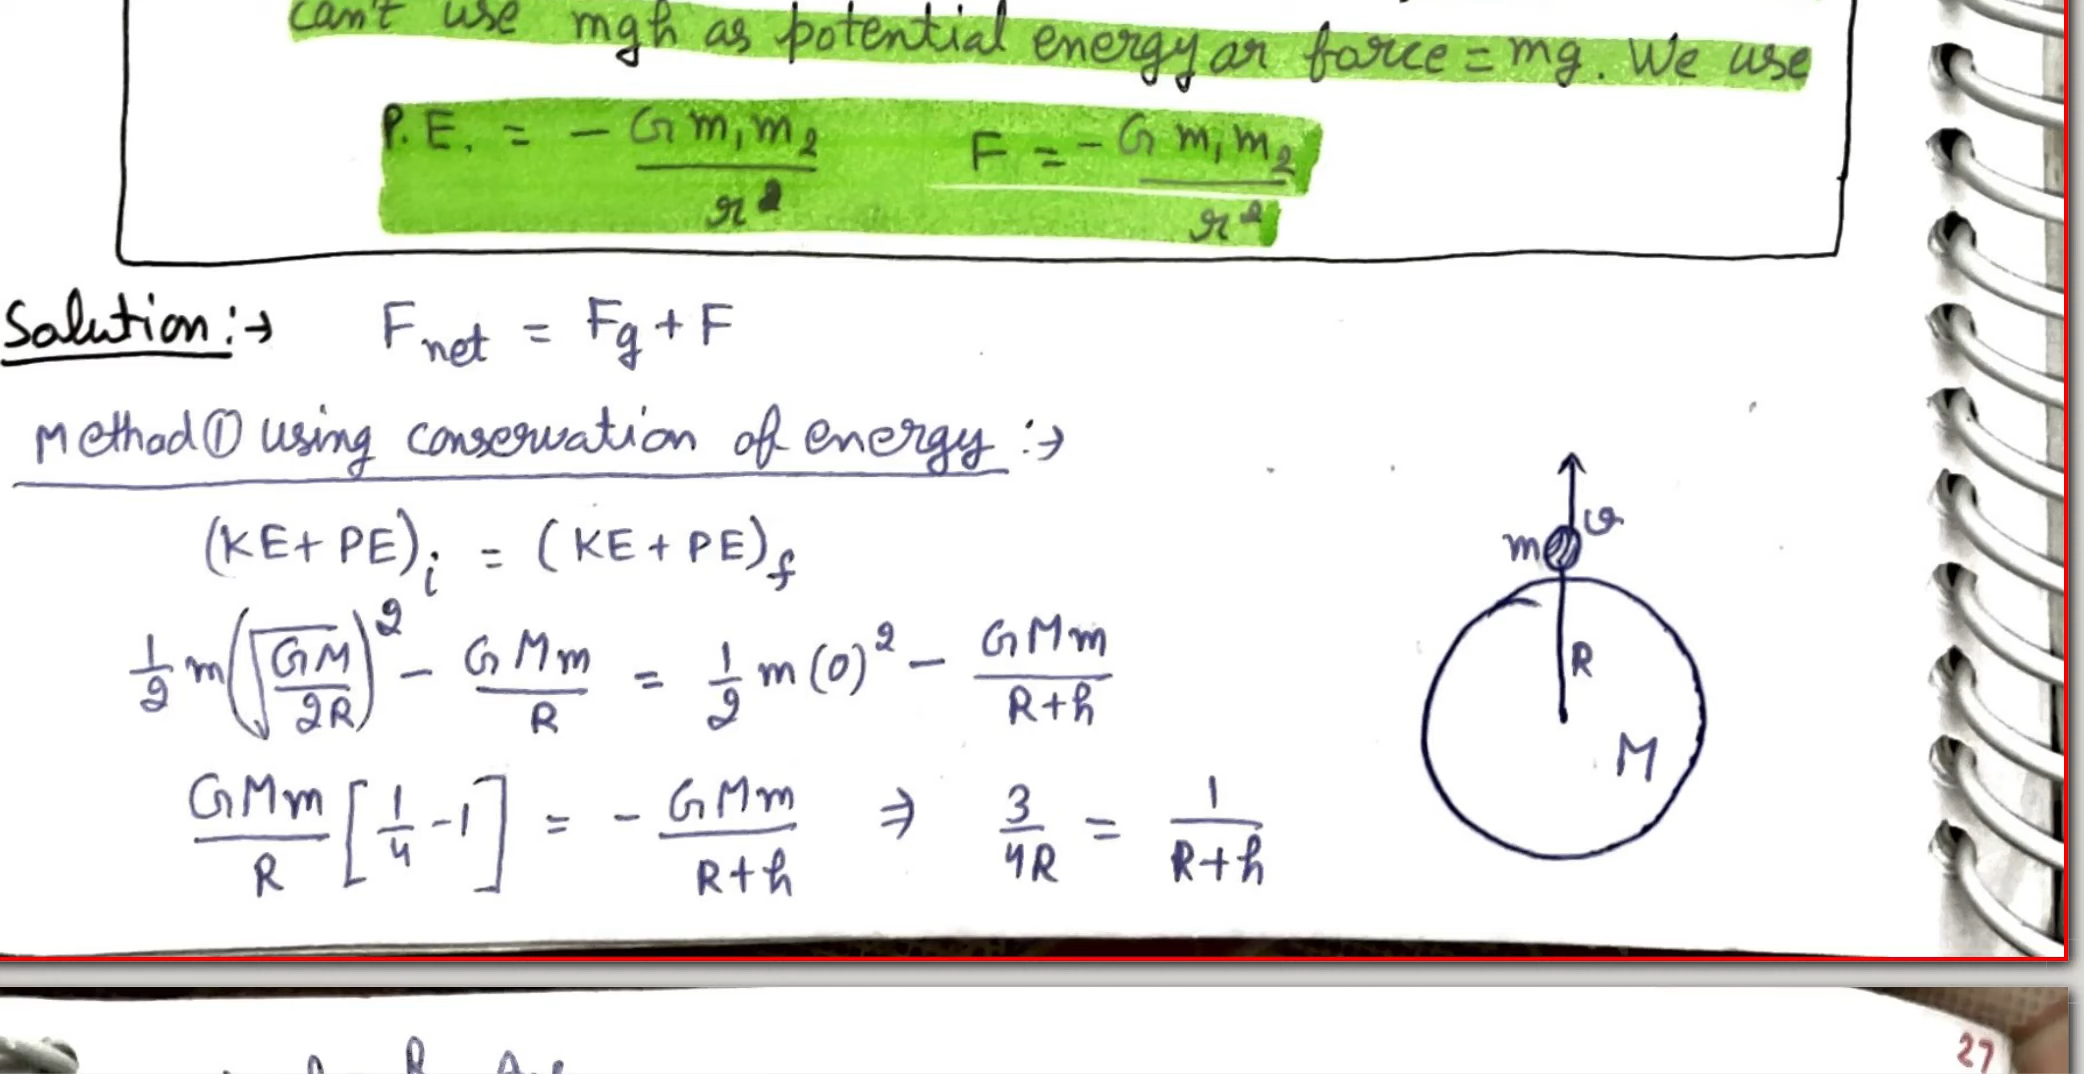 can't use mgh as potential energy or force = mg. We use
P.E. = - G m₁m₂ / r²    F = - G m₁m₂ / r²
Solution :→ F_net = F_g + F
Method ① using conservation of energy :→
(KE + PE)_i = (KE + PE)_f
1/2 m (√(GM/2R))² - GMm/R = 1/2 m (0)² - GMm/(R+h)
m v
R
M
GMm/R [1/4 - 1] = - GMm/(R+h) ⇒ 3/4R = 1/(R+h)
27